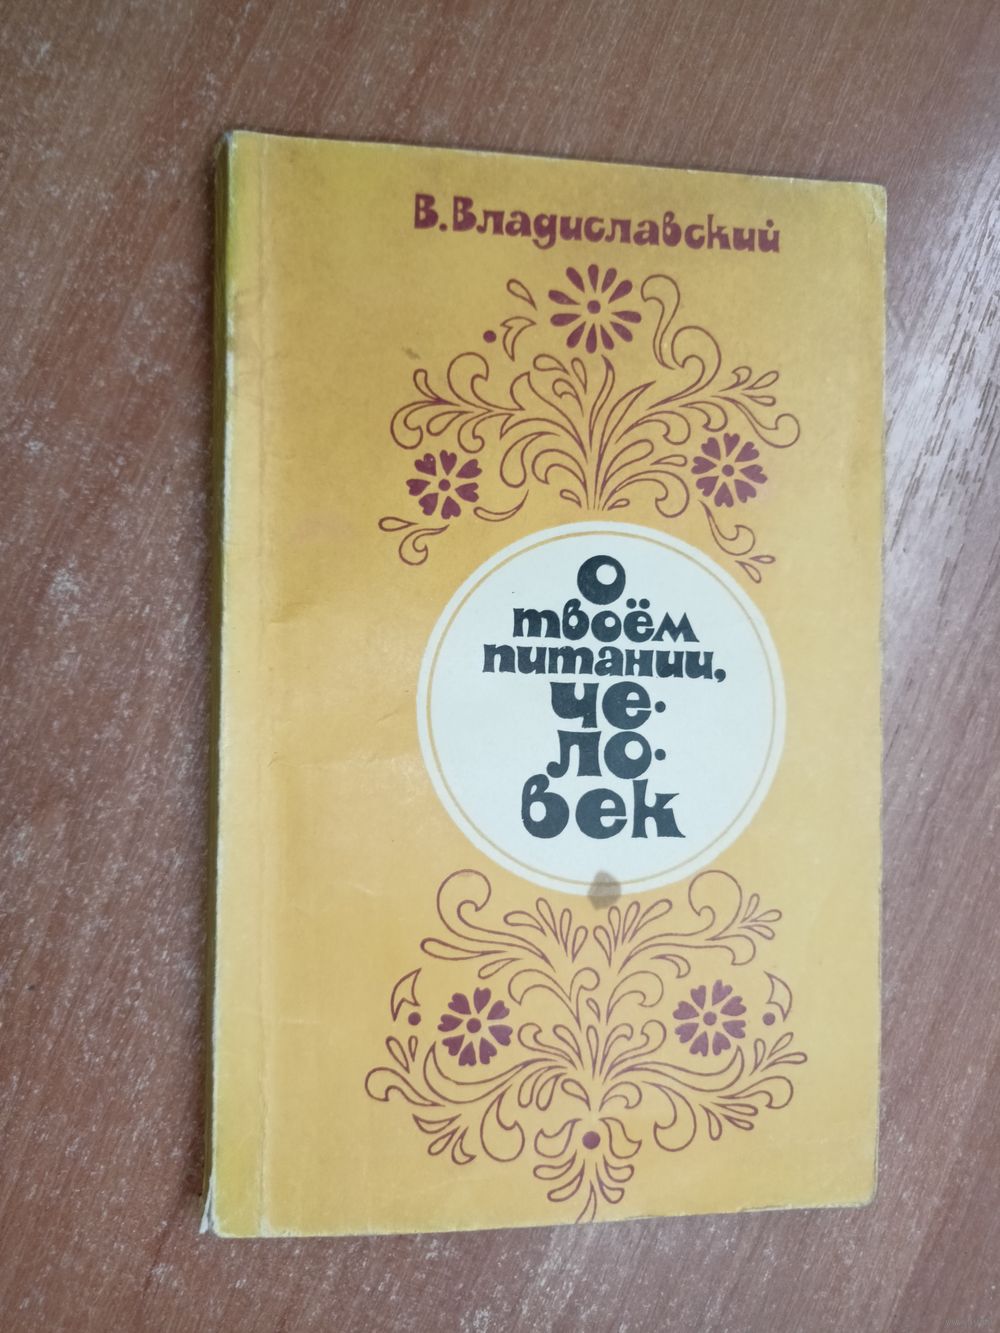 В. Владиславский
О
твоём
питании,
че-
ло-
век